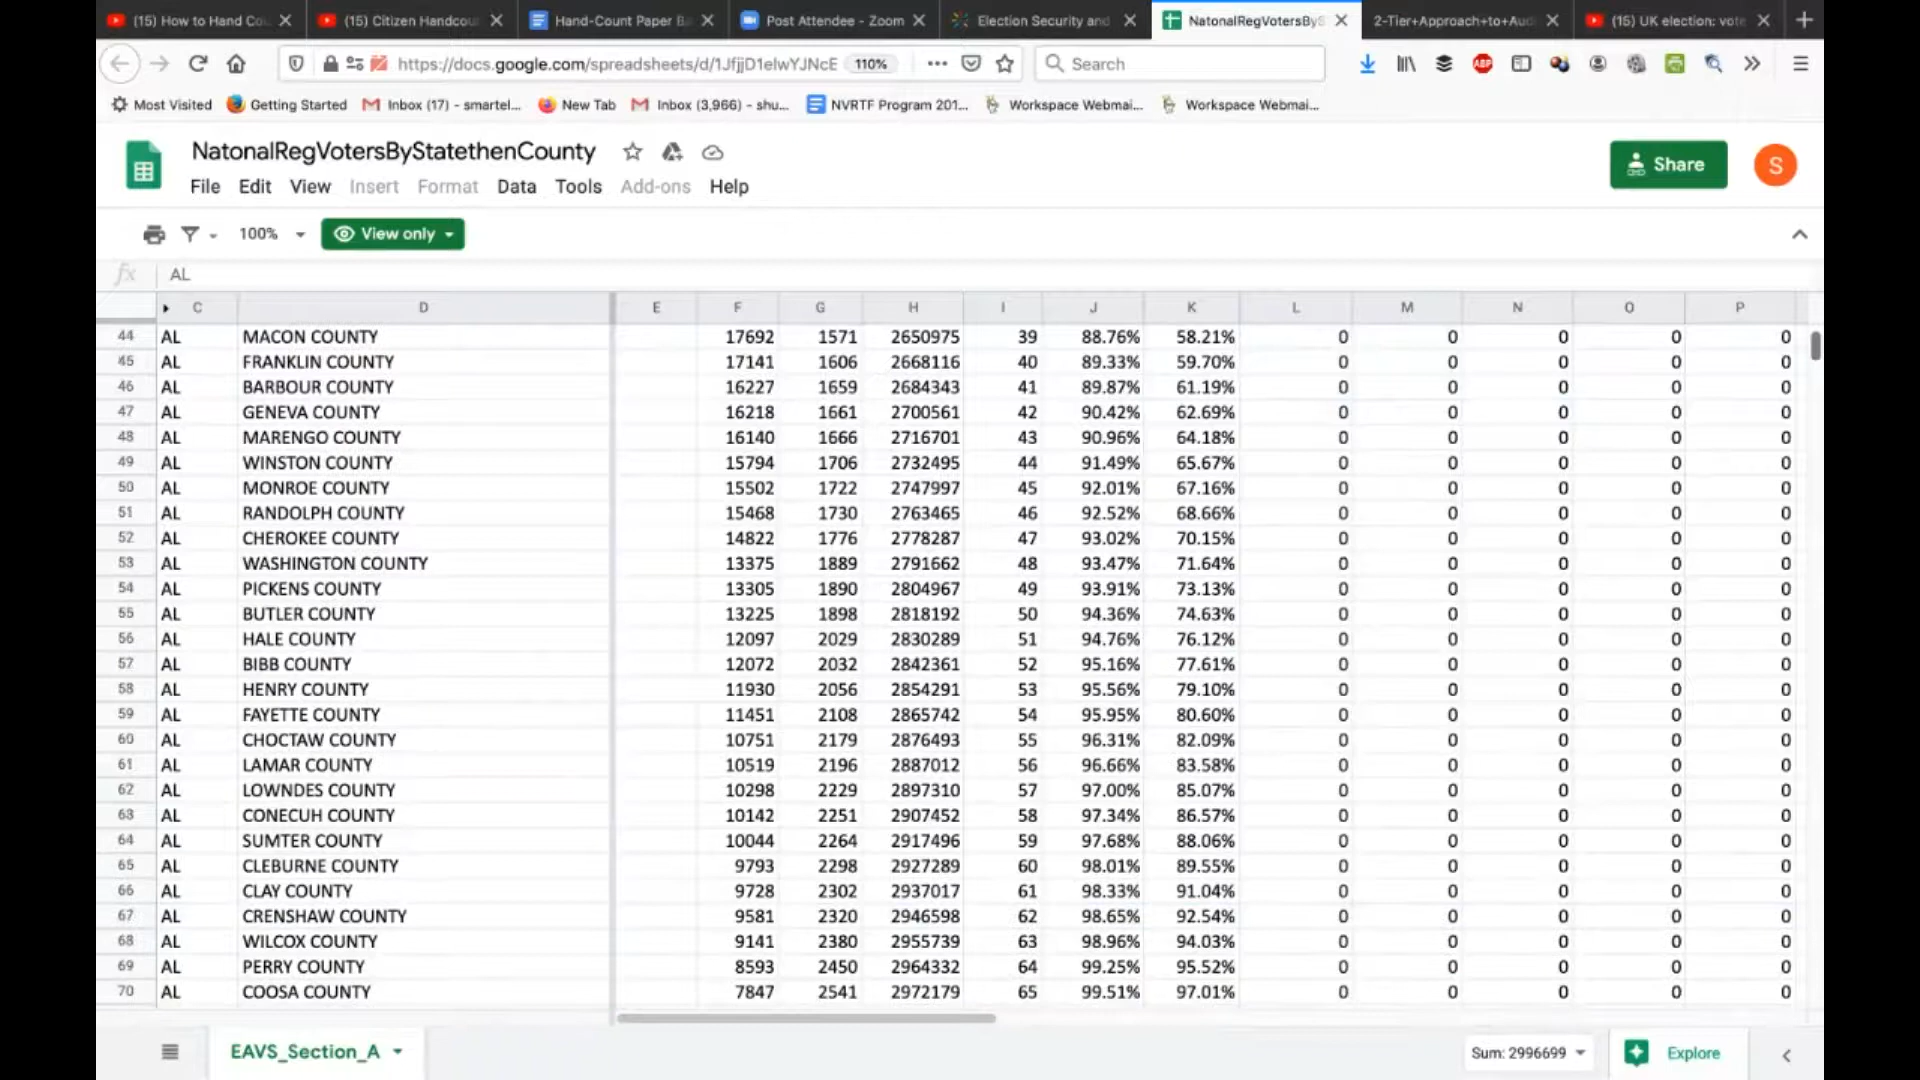 (15) How to Hand Cou
(15) Citizen Handcou
Hand-Count Paper B
Post Attendee - Zoom
Election Security and
NatonalRegVotersByS
2-Tier+Approach+to+Aud
(15) UK election: vote
https://docs.google.com/spreadsheets/d/1JfjjD1elwYJNcE
110%
Search
Most Visited
Getting Started
Inbox (17) - smartel...
New Tab
Inbox (3,966) - shu...
NVRTF Program 201...
Workspace Webmai...
Workspace Webmai...
NatonalRegVotersByStatethenCounty
Share
S
File Edit View Insert Format Data Tools Add-ons Help
100% View only
fx AL
C D E F G H I J K L M N O P
44 AL MACON COUNTY 17692 1571 2650975 39 88.76% 58.21% 0 0 0 0 0
45 AL FRANKLIN COUNTY 17141 1606 2668116 40 89.33% 59.70% 0 0 0 0 0
46 AL BARBOUR COUNTY 16227 1659 2684343 41 89.87% 61.19% 0 0 0 0 0
47 AL GENEVA COUNTY 16218 1661 2700561 42 90.42% 62.69% 0 0 0 0 0
48 AL MARENGO COUNTY 16140 1666 2716701 43 90.96% 64.18% 0 0 0 0 0
49 AL WINSTON COUNTY 15794 1706 2732495 44 91.49% 65.67% 0 0 0 0 0
50 AL MONROE COUNTY 15502 1722 2747997 45 92.01% 67.16% 0 0 0 0 0
51 AL RANDOLPH COUNTY 15468 1730 2763465 46 92.52% 68.66% 0 0 0 0 0
52 AL CHEROKEE COUNTY 14822 1776 2778287 47 93.02% 70.15% 0 0 0 0 0
53 AL WASHINGTON COUNTY 13375 1889 2791662 48 93.47% 71.64% 0 0 0 0 0
54 AL PICKENS COUNTY 13305 1890 2804967 49 93.91% 73.13% 0 0 0 0 0
55 AL BUTLER COUNTY 13225 1898 2818192 50 94.36% 74.63% 0 0 0 0 0
56 AL HALE COUNTY 12097 2029 2830289 51 94.76% 76.12% 0 0 0 0 0
57 AL BIBB COUNTY 12072 2032 2842361 52 95.16% 77.61% 0 0 0 0 0
58 AL HENRY COUNTY 11930 2056 2854291 53 95.56% 79.10% 0 0 0 0 0
59 AL FAYETTE COUNTY 11451 2108 2865742 54 95.95% 80.60% 0 0 0 0 0
60 AL CHOCTAW COUNTY 10751 2179 2876493 55 96.31% 82.09% 0 0 0 0 0
61 AL LAMAR COUNTY 10519 2196 2887012 56 96.66% 83.58% 0 0 0 0 0
62 AL LOWNDES COUNTY 10298 2229 2897310 57 97.00% 85.07% 0 0 0 0 0
63 AL CONECUH COUNTY 10142 2251 2907452 58 97.34% 86.57% 0 0 0 0 0
64 AL SUMTER COUNTY 10044 2264 2917496 59 97.68% 88.06% 0 0 0 0 0
65 AL CLEBURNE COUNTY 9793 2298 2927289 60 98.01% 89.55% 0 0 0 0 0
66 AL CLAY COUNTY 9728 2302 2937017 61 98.33% 91.04% 0 0 0 0 0
67 AL CRENSHAW COUNTY 9581 2320 2946598 62 98.65% 92.54% 0 0 0 0 0
68 AL WILCOX COUNTY 9141 2380 2955739 63 98.96% 94.03% 0 0 0 0 0
69 AL PERRY COUNTY 8593 2450 2964332 64 99.25% 95.52% 0 0 0 0 0
70 AL COOSA COUNTY 7847 2541 2972179 65 99.51% 97.01% 0 0 0 0 0
EAVS_Section_A
Sum: 2996699
Explore